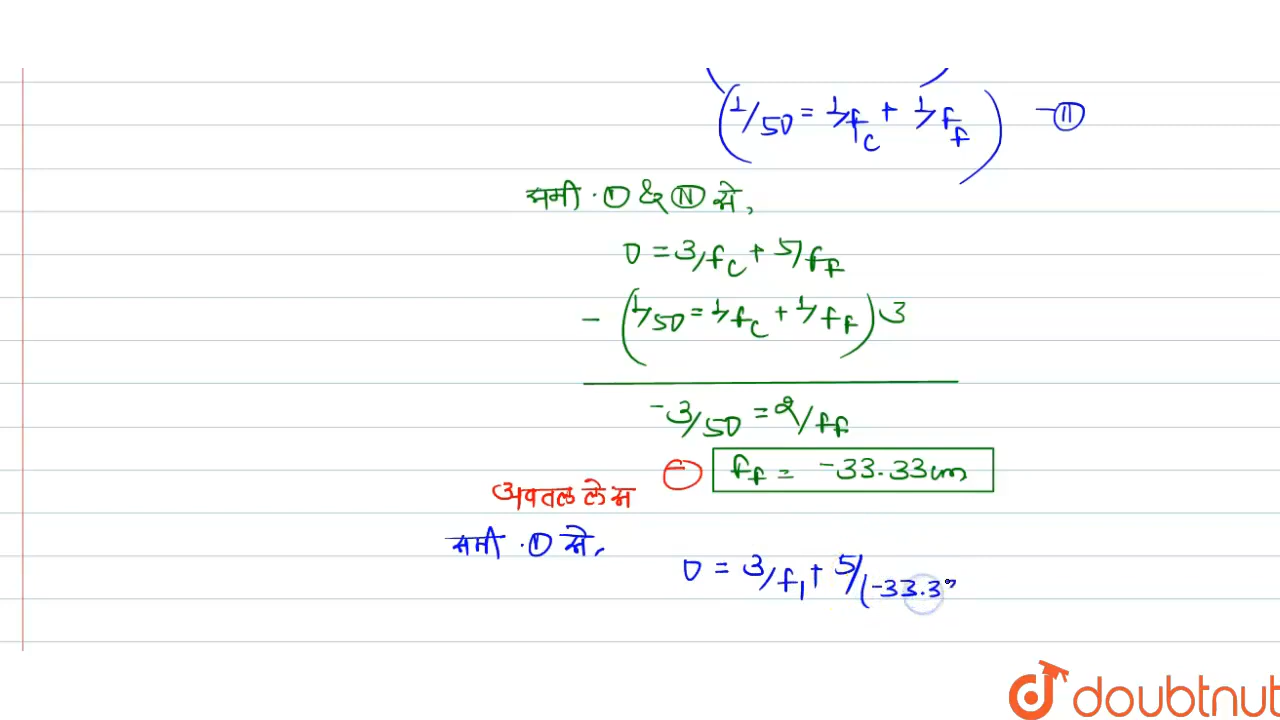 (1/50 = 1/fc + 1/fF) -(II)
समी. (I) & (IV) से,
0 = 3/fc + 5/fF
- (1/50 = 1/fc + 1/fF) 3
-3/50 = 2/fF
(-) fF = -33.33cm
अवतल लेंस
समी. (I) से,
0 = 3/f1 + 5/(-33.3
doubtnut